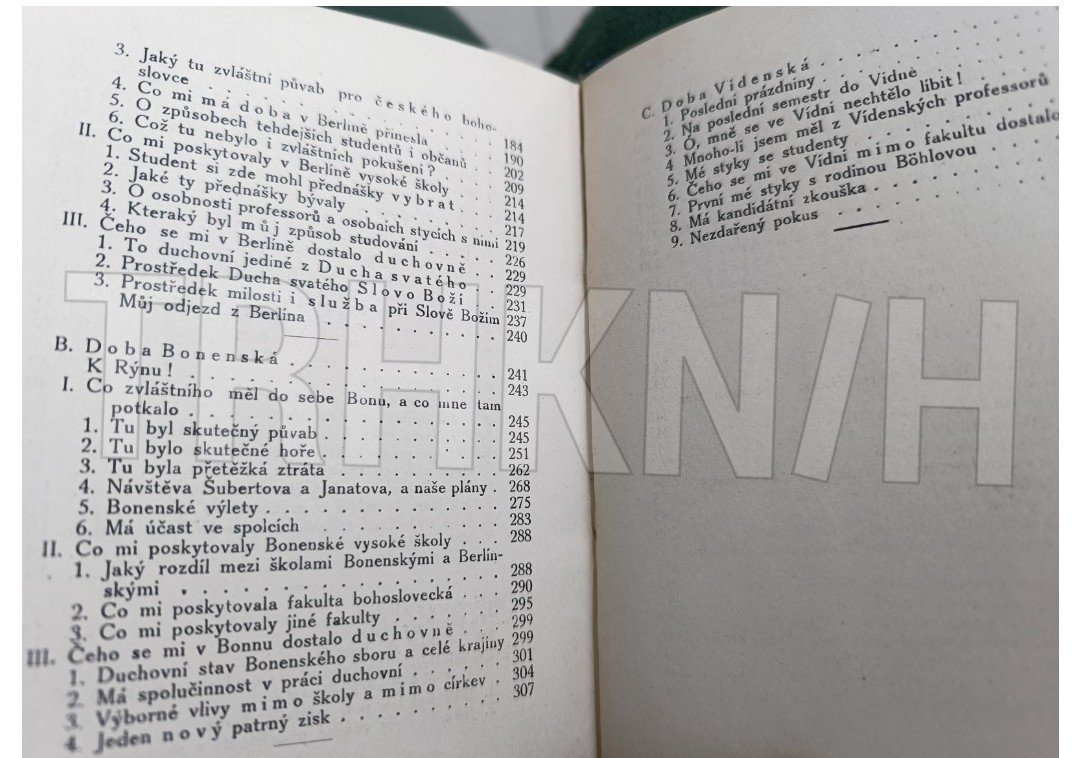 3. Jaký tu zvláštní půvab pro českého boho-
slovce . . . . . . . . . . 184
4. Co mi má doba v Berlíně přinesla . . . 190
5. O způsobech tehdejších studentů i občanů . . 202
6. Což tu nebylo i zvláštních pokušení? . . . 209
II. Co mi poskytovaly v Berlíně vysoké školy . . 214
1. Student si zde mohl přednášky vybrat . . 214
2. Jaké ty přednášky bývaly . . . . . 217
3. O osobnosti professorů a osobních stycích s nimi 219
4. Kteraký byl můj způsob studování . . . . 226
III. Čeho se mi v Berlíně dostalo duchovně . . 229
1. To duchovní jediné z Ducha svatého . . 229
2. Prostředek Ducha svatého Slovo Boží . . 231
3. Prostředek milosti i služba při Slově Božím 237
Můj odjezd z Berlína . . . . . . . . . 240
B. Doba Bonenská . . . . . . . . . 241
K Rýnu! . . . . . . . . . . . 243
I. Co zvláštního měl do sebe Bonn, a co mne tam
potkalo . . . . . . . . . . . 245
1. Tu byl skutečný půvab . . . . . . . 245
2. Tu bylo skutečné hoře . . . . . . . 251
3. Tu byla přetěžká ztráta . . . . . . . 262
4. Návštěva Šubertova a Janatova, a naše plány . 268
5. Bonenské výlety . . . . . . . . . 275
6. Má účast ve spolcích . . . . . . . 283
II. Co mi poskytovaly Bonenské vysoké školy . . . 288
1. Jaký rozdíl mezi školami Bonenskými a Berlín-
skými . . . . . . . . . . . 288
2. Co mi poskytovala fakulta bohoslovecká . . . 290
3. Co mi poskytovaly jiné fakulty . . . . . 295
III. Čeho se mi v Bonnu dostalo duchovně . . . 299
1. Duchovní stav Bonenského sboru a celé krajiny 299
2. Má spolučinnost v práci duchovní . . . . 301
3. Výborné vlivy mimo školy a mimo církev . 304
4. Jeden nový patrný zisk . . . . . . . 307
C. Doba Vídenská . . . . . . .
1. Poslední prázdniny . . . . . .
2. Na poslední semestr do Vídně . . .
3. Ó, mně se ve Vídni nechtělo líbit! . .
4. Mnoho-li jsem měl z Vídenských professorů
5. Mé styky se studenty . . . . .
6. Čeho se mi ve Vídni mimo fakultu dostalo
7. První mé styky s rodinou Böhlovou . .
8. Má kandidátní zkouška . . . . .
9. Nezdařený pokus . . . . . .
TRHKN/H